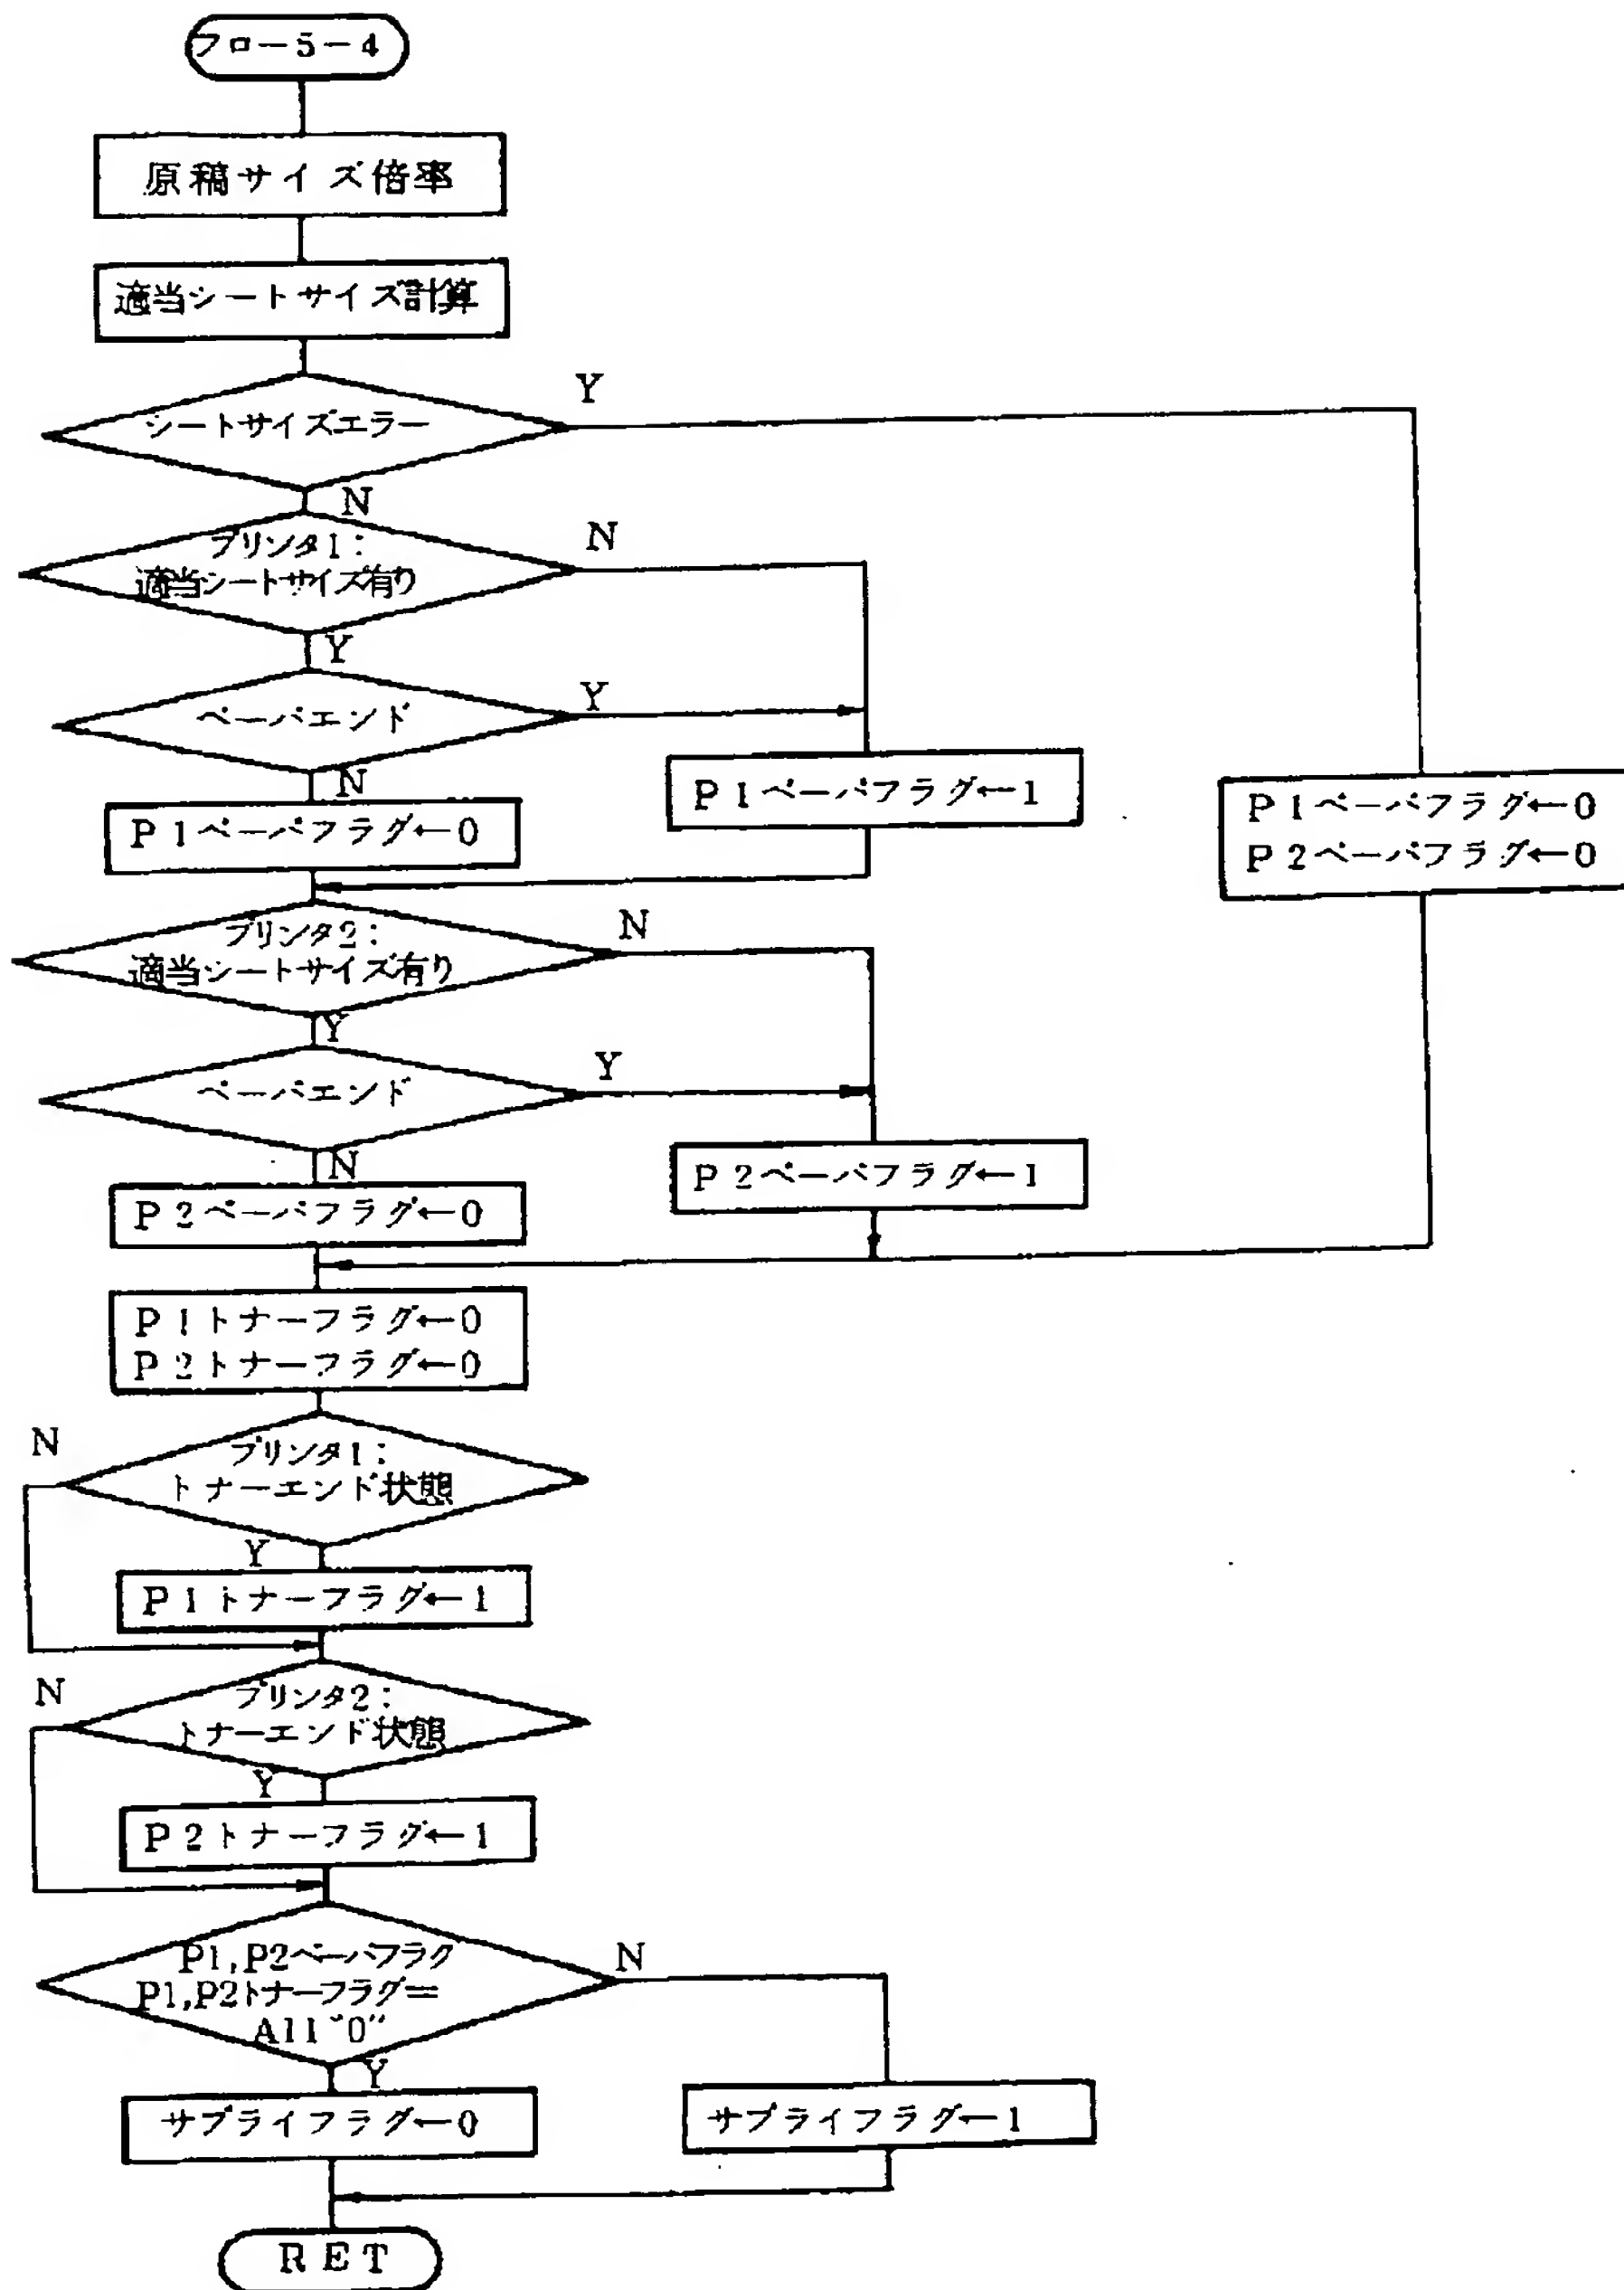 フロー5-4
原稿サイズ倍率
適当シートサイズ計算
シートサイズエラー
Y
N
プリンタ1:
適当シートサイズ有り
N
Y
ペーパエンド
Y
N
P1ペーパフラグ←1
P1ペーパフラグ←0
P1ペーパフラグ←0
P2ペーパフラグ←0
プリンタ2:
適当シートサイズ有り
N
Y
ペーパエンド
Y
N
P2ペーパフラグ←1
P2ペーパフラグ←0
P1トナーフラグ←0
P2トナーフラグ←0
N
プリンタ1:
トナーエンド状態
Y
P1トナーフラグ←1
N
プリンタ2:
トナーエンド状態
Y
P2トナーフラグ←1
P1,P2ペーパフラグ
P1,P2トナーフラグ=
All "0"
N
Y
サプライフラグ←0
サプライフラグ←1
RET